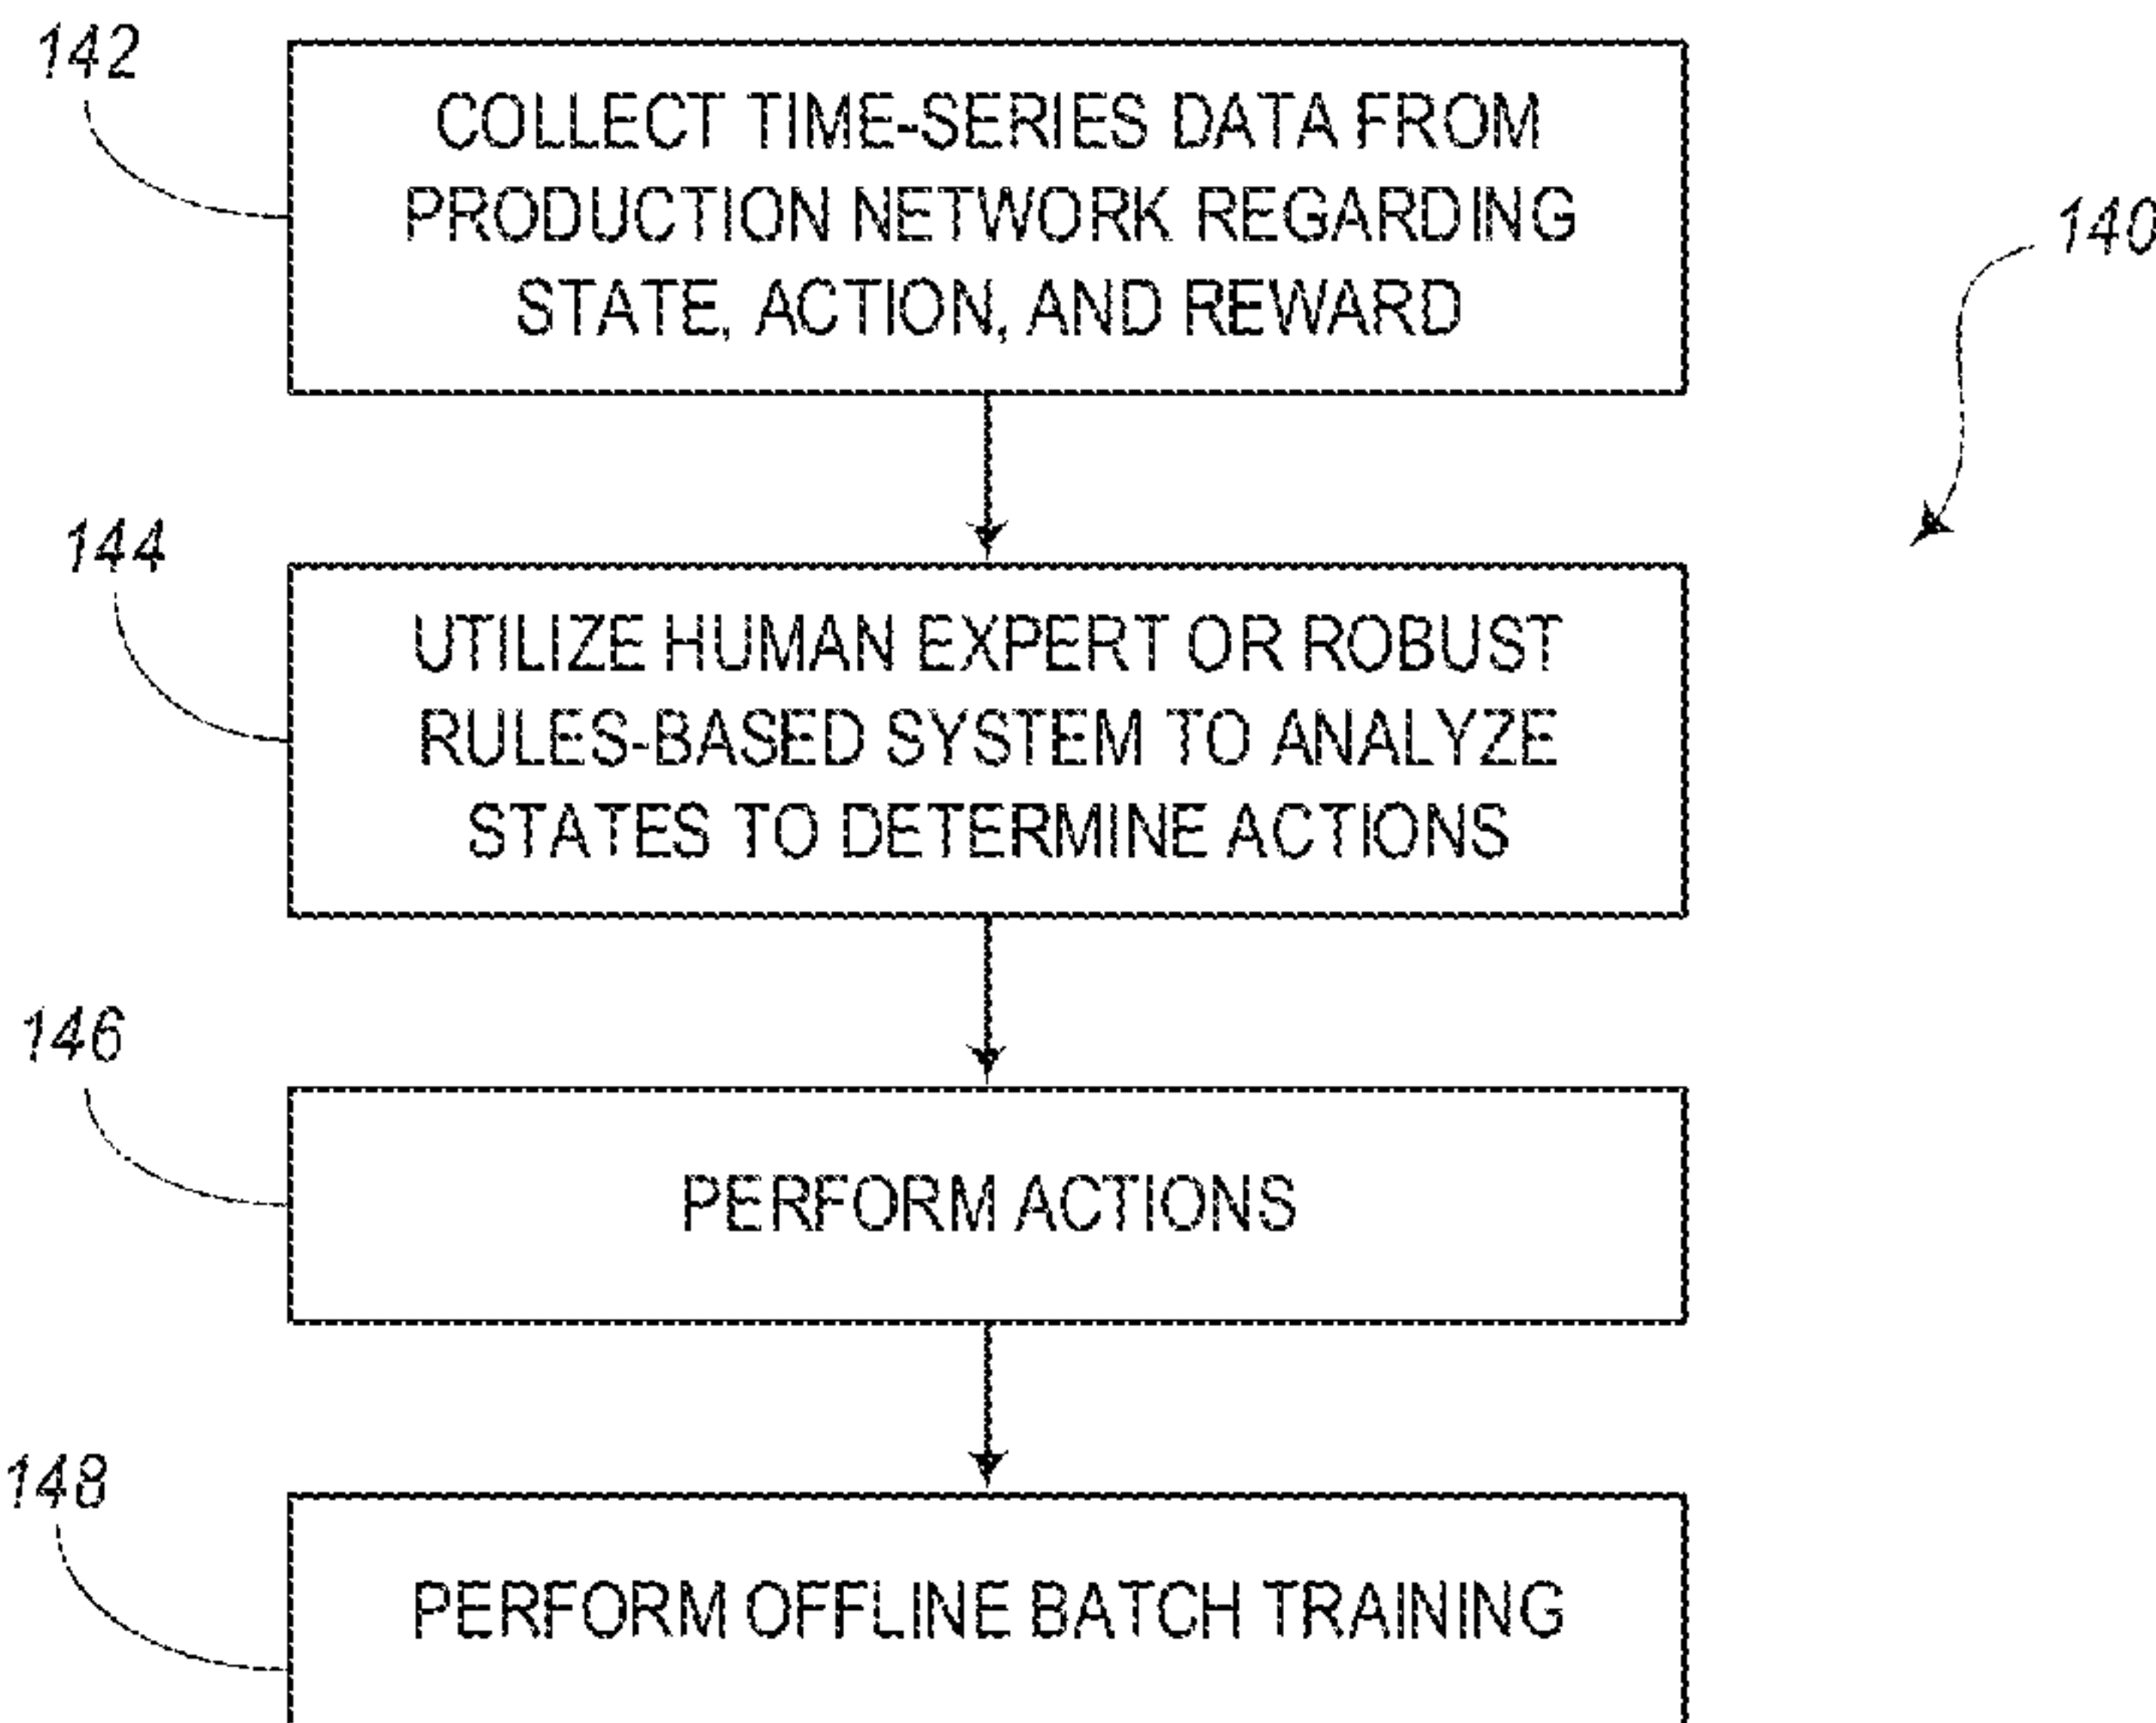 142
COLLECT TIME-SERIES DATA FROM
PRODUCTION NETWORK REGARDING
STATE, ACTION, AND REWARD
140
144
UTILIZE HUMAN EXPERT OR ROBUST
RULES-BASED SYSTEM TO ANALYZE
STATES TO DETERMINE ACTIONS
146
PERFORM ACTIONS
148
PERFORM OFFLINE BATCH TRAINING